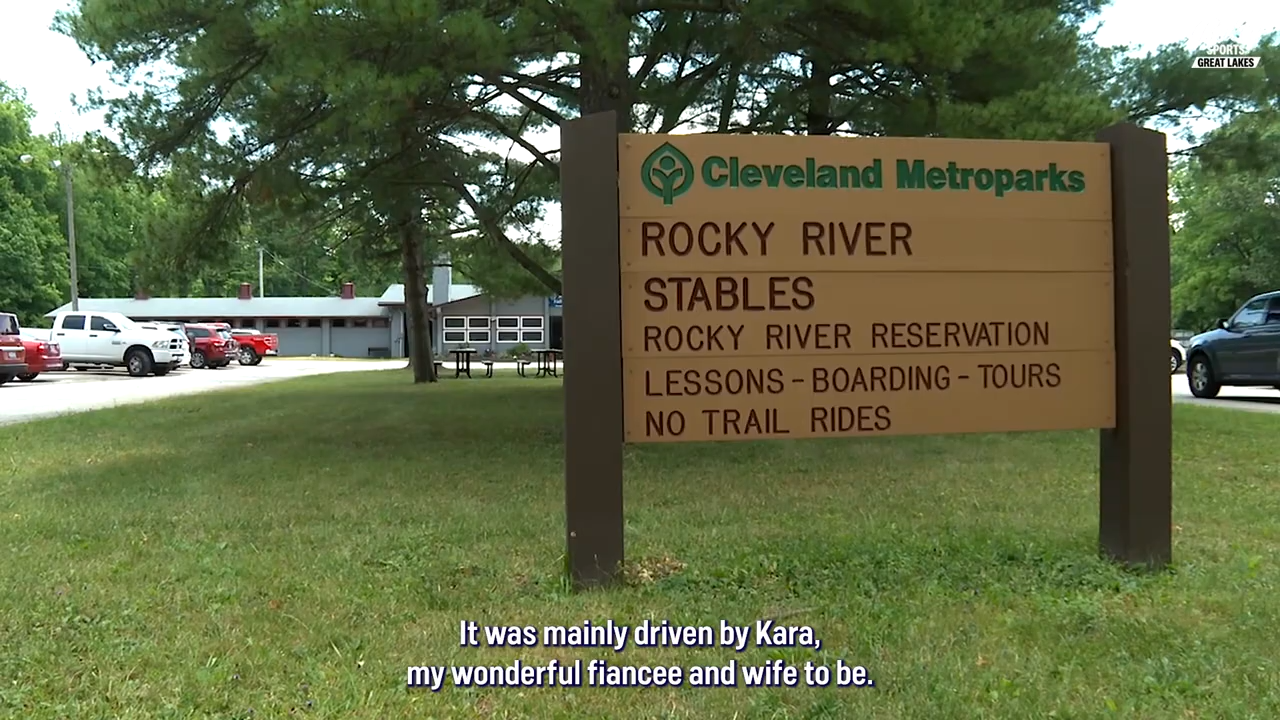 SPORTS
GREAT LAKES
Cleveland Metroparks
ROCKY RIVER
STABLES
ROCKY RIVER RESERVATION
LESSONS - BOARDING - TOURS
NO TRAIL RIDES
It was mainly driven by Kara,
my wonderful fiancee and wife to be.